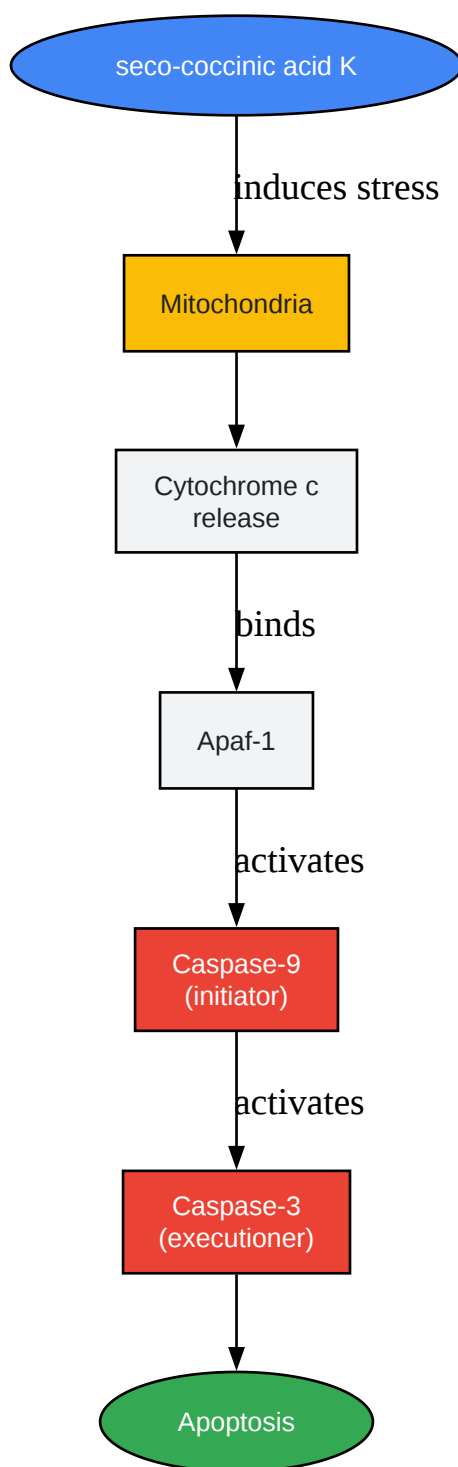 seco-coccinic acid K
induces stress
Mitochondria
Cytochrome c
release
binds
Apaf-1
activates
Caspase-9
(initiator)
activates
Caspase-3
(executioner)
Apoptosis